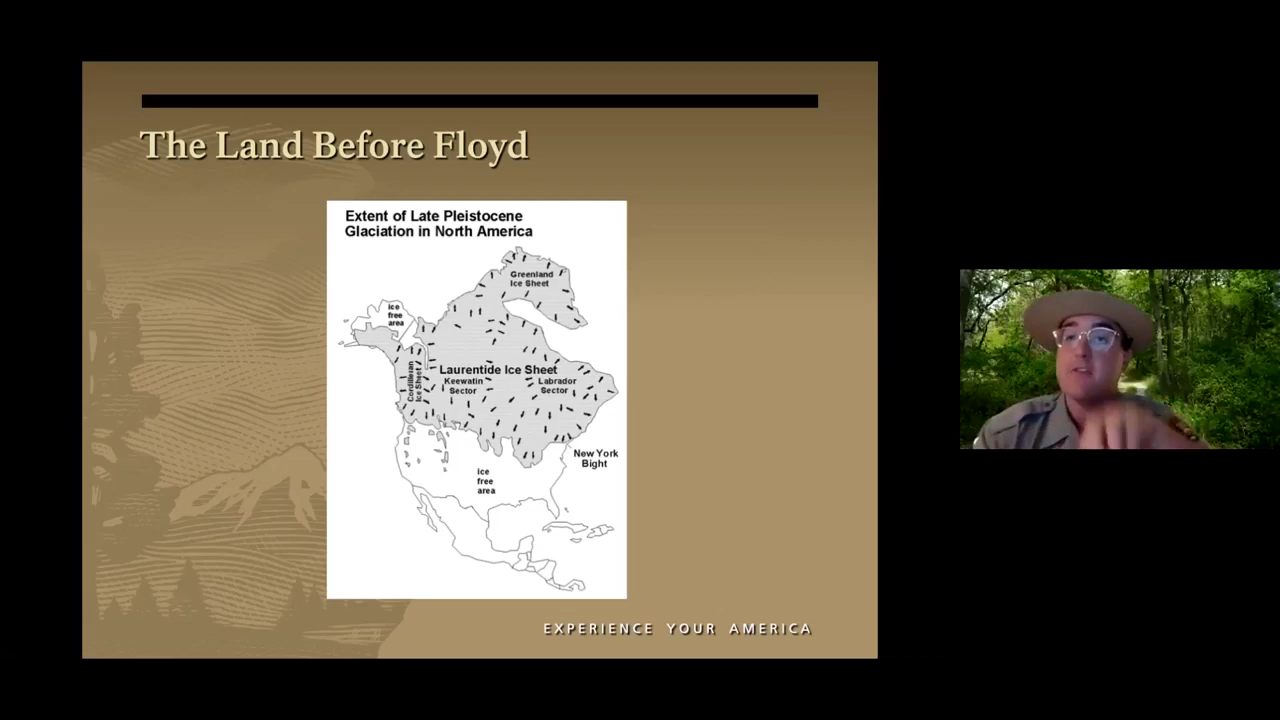 The Land Before Floyd
Extent of Late Pleistocene
Glaciation in North America
Greenland
Ice Sheet
ice
free
area
Laurentide Ice Sheet
Cordilleran
Ice Sheet
Keewatin
Sector
Labrador
Sector
New York
Bight
ice
free
area
EXPERIENCE YOUR AMERICA